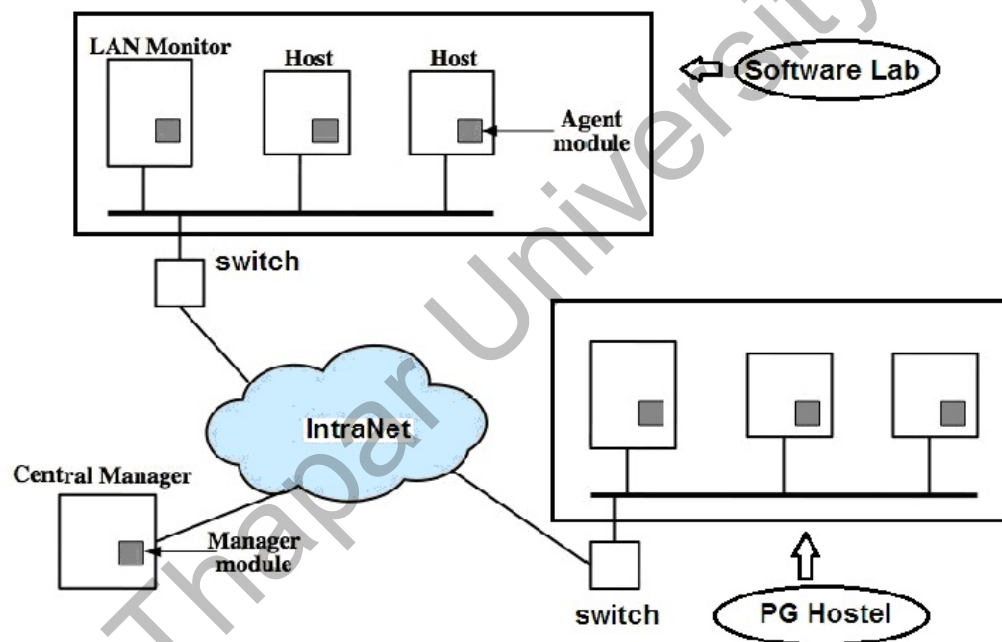 LAN Monitor
Host
Host
Agent
module
Software Lab
switch
IntraNet
Central Manager
Manager
module
switch
PG Hostel
Thapar University